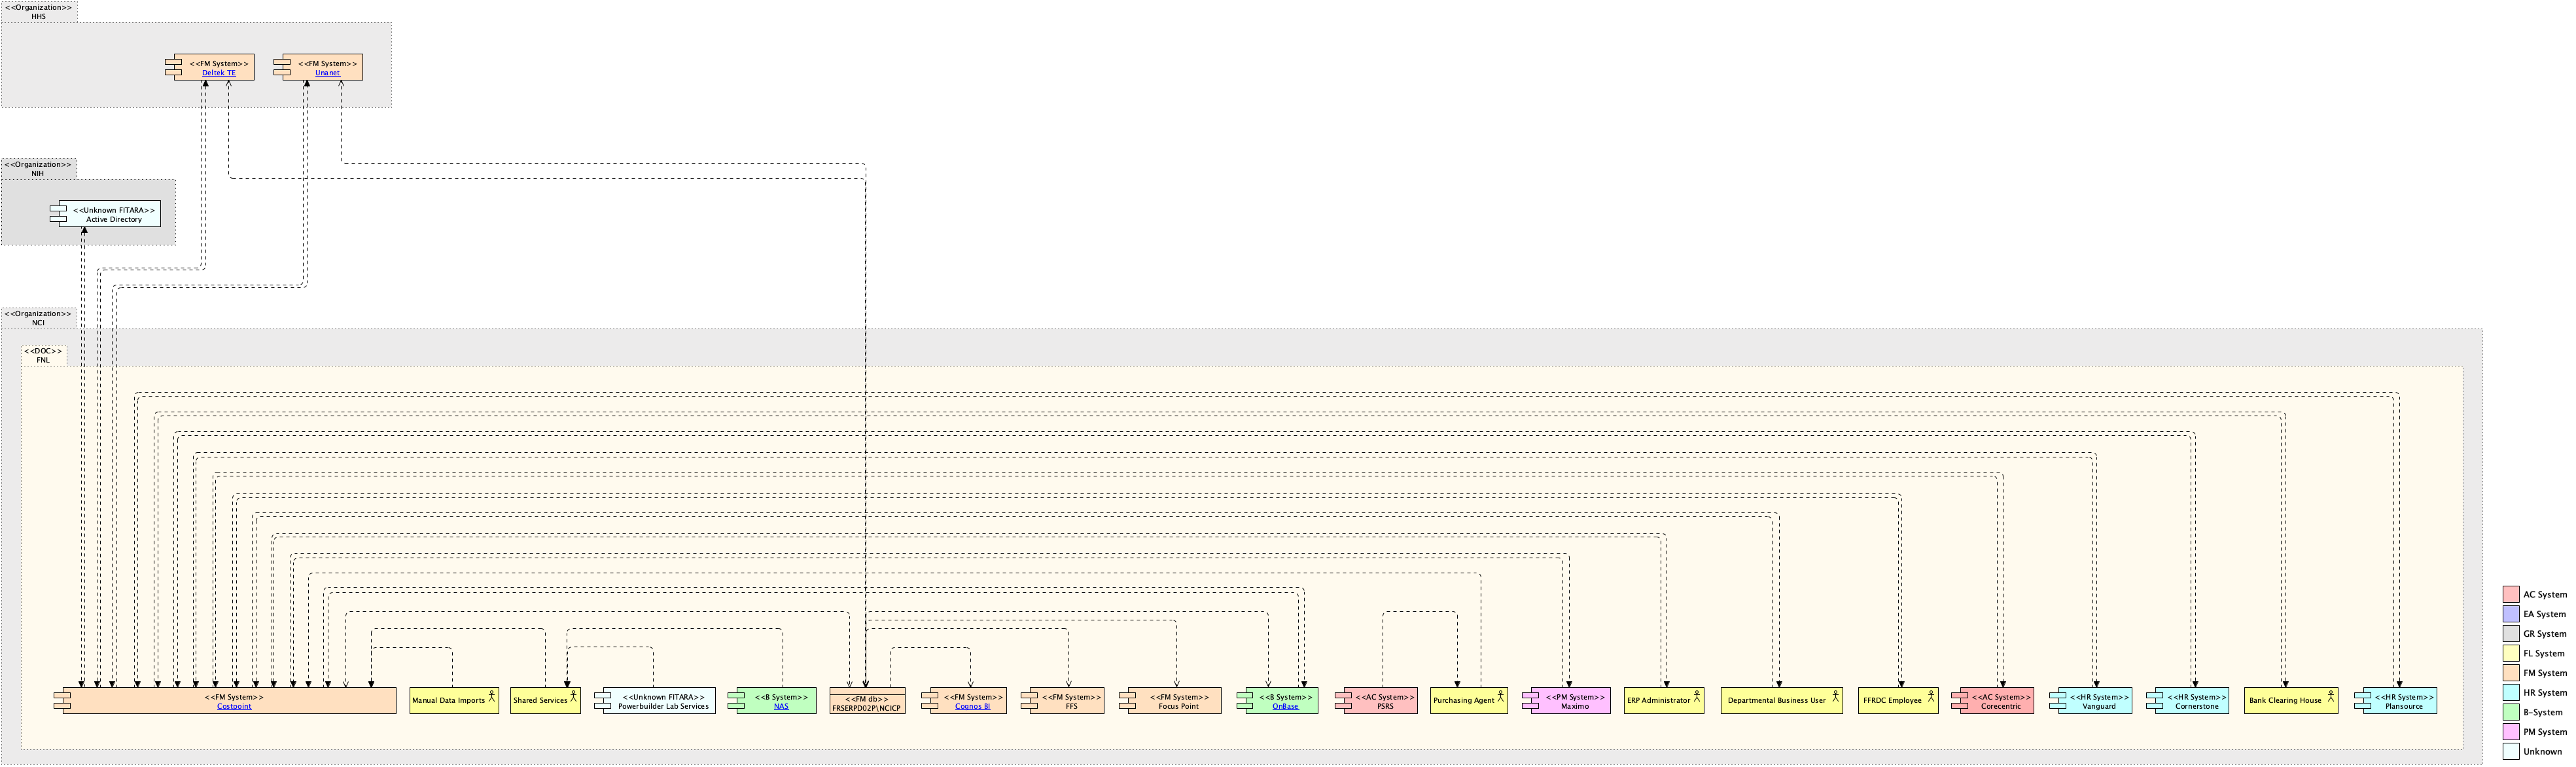 <<Organization>>
HHS
<<FM System>>
Deltek TE
<<FM System>>
Unanet
<<Organization>>
NIH
<<Unknown FITARA>>
Active Directory
<<Organization>>
NCI
<<DOC>>
FNL
<<FM System>>
Costpoint
Manual Data Imports
Shared Services
<<Unknown FITARA>>
Powerbuilder Lab Services
<<B System>>
NAS
<<FM db>>
FRSERPD02P\NCICP
<<FM System>>
Cognos BI
<<FM System>>
FFS
<<FM System>>
Focus Point
<<B System>>
OnBase
<<AC System>>
PSRS
Purchasing Agent
<<PM System>>
Maximo
ERP Administrator
Departmental Business User
FFRDC Employee
<<AC System>>
Corecentric
<<HR System>>
Vanguard
<<HR System>>
Cornerstone
Bank Clearing House
<<HR System>>
Plansource
AC System
EA System
GR System
FL System
FM System
HR System
B-System
PM System
Unknown